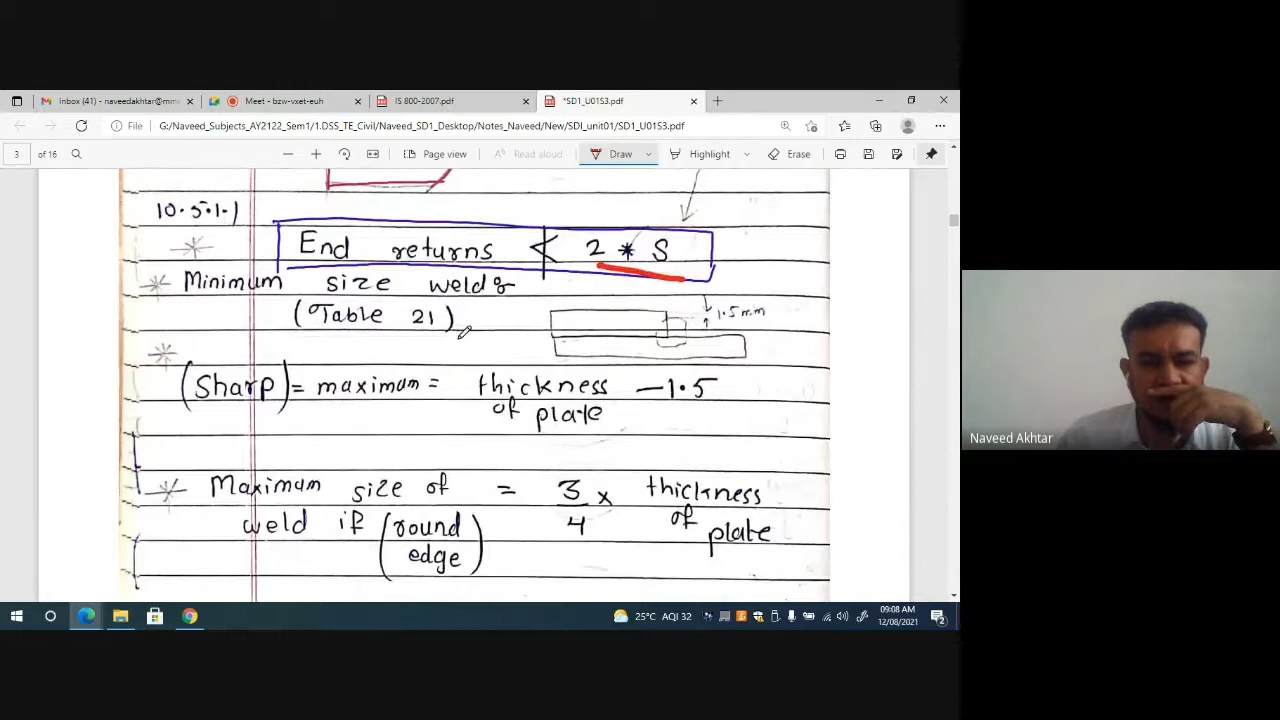 Inbox (41) - naveedakhtar@mm
Meet - bzw-vxet-euh
IS 800-2007.pdf
*SD1_U01S3.pdf
File
G:/Naveed_Subjects_AY2122_Sem1/1.DSS_TE_Civil/Naveed_SD1_Desktop/Notes_Naveed/New/SDI_unit01/SD1_U01S3.pdf
3 of 16
Page view
Read aloud
Draw
Highlight
Erase
10.5.1.1
End returns < 2 * S
* Minimum size weld
(Table 21)
1.5mm
*
(Sharp) = maximum = thickness of plate - 1.5
* Maximum size of = 3/4 x thickness of plate
weld if (round edge)
Naveed Akhtar
25°C AQI 32
09:08 AM
12/08/2021
2